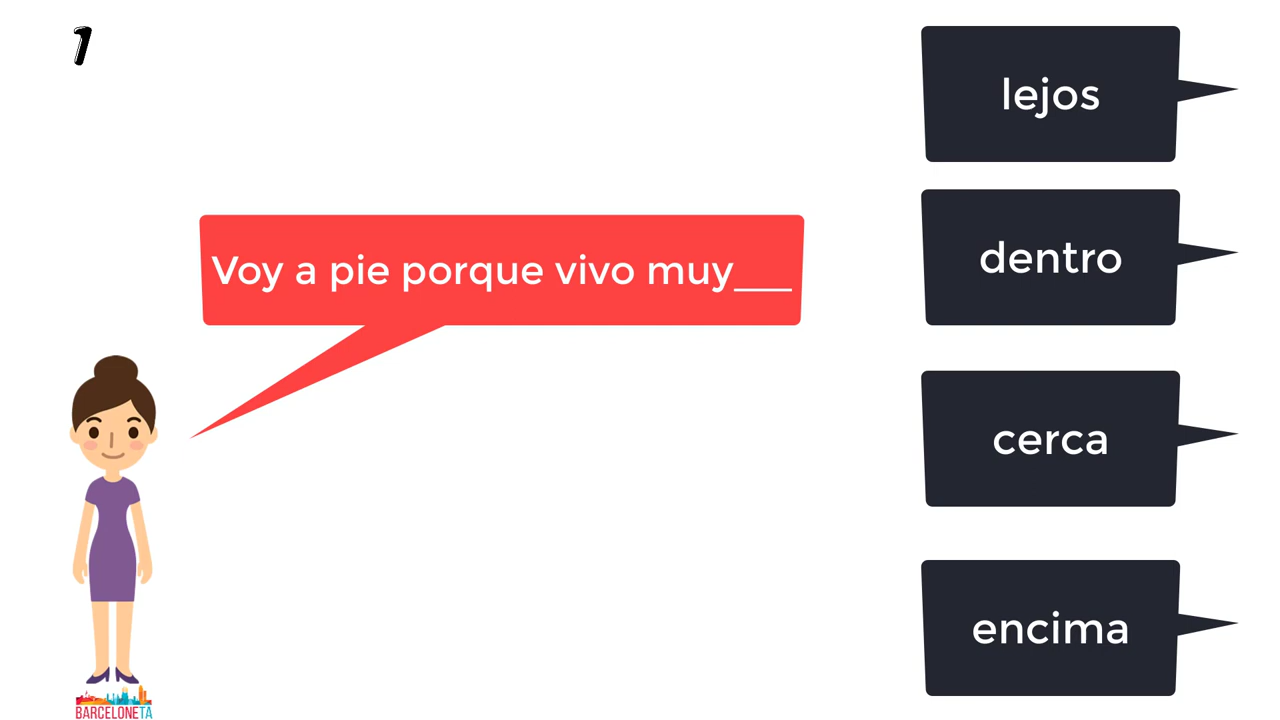 1
lejos
Voy a pie porque vivo muy___
dentro
cerca
encima
BARCELONETA